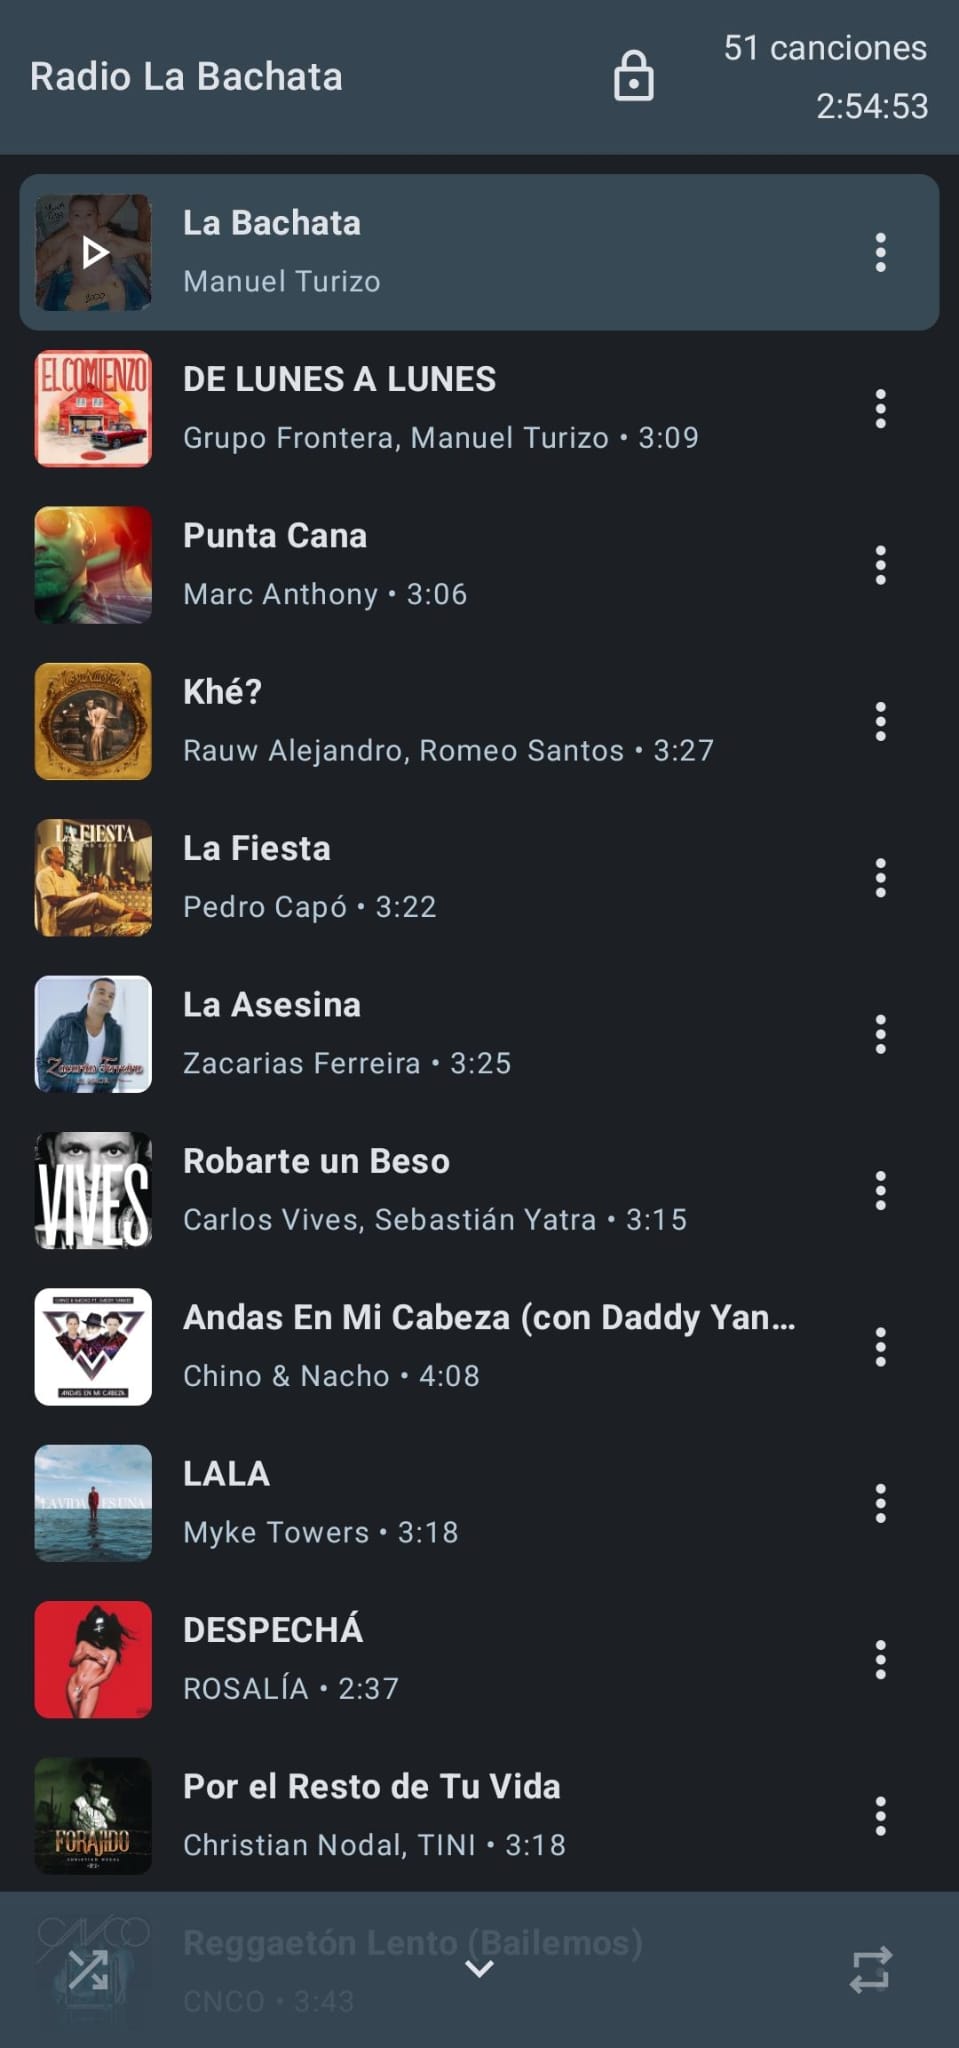 Radio La Bachata
51 canciones
2:54:53
La Bachata
Manuel Turizo
EL COMIENZO
DE LUNES A LUNES
Grupo Frontera, Manuel Turizo • 3:09
Punta Cana
Marc Anthony • 3:06
Khé?
Rauw Alejandro, Romeo Santos • 3:27
LA FIESTA
La Fiesta
Pedro Capó • 3:22
La Asesina
Zacarias Ferreira • 3:25
VIVES
Robarte un Beso
Carlos Vives, Sebastián Yatra • 3:15
Andas En Mi Cabeza (con Daddy Yan...
Chino & Nacho • 4:08
ANDAS EN MI CABEZA
LALA
LA VIDA ES UNA
Myke Towers • 3:18
DESPECHÁ
ROSALÍA • 2:37
Por el Resto de Tu Vida
FORAJIDO
Christian Nodal, TINI • 3:18
CNCO
Reggaetón Lento (Bailemos)
CNCO • 3:43